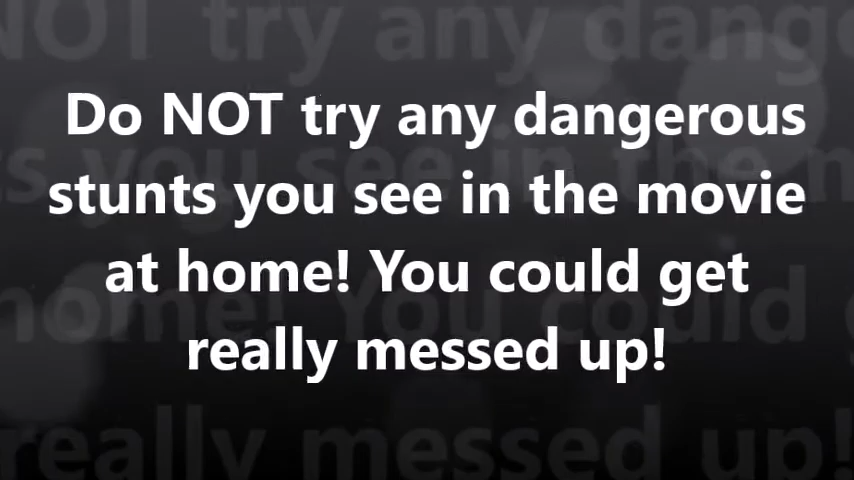 Do NOT try any dangerous
stunts you see in the movie
at home! You could get
really messed up!